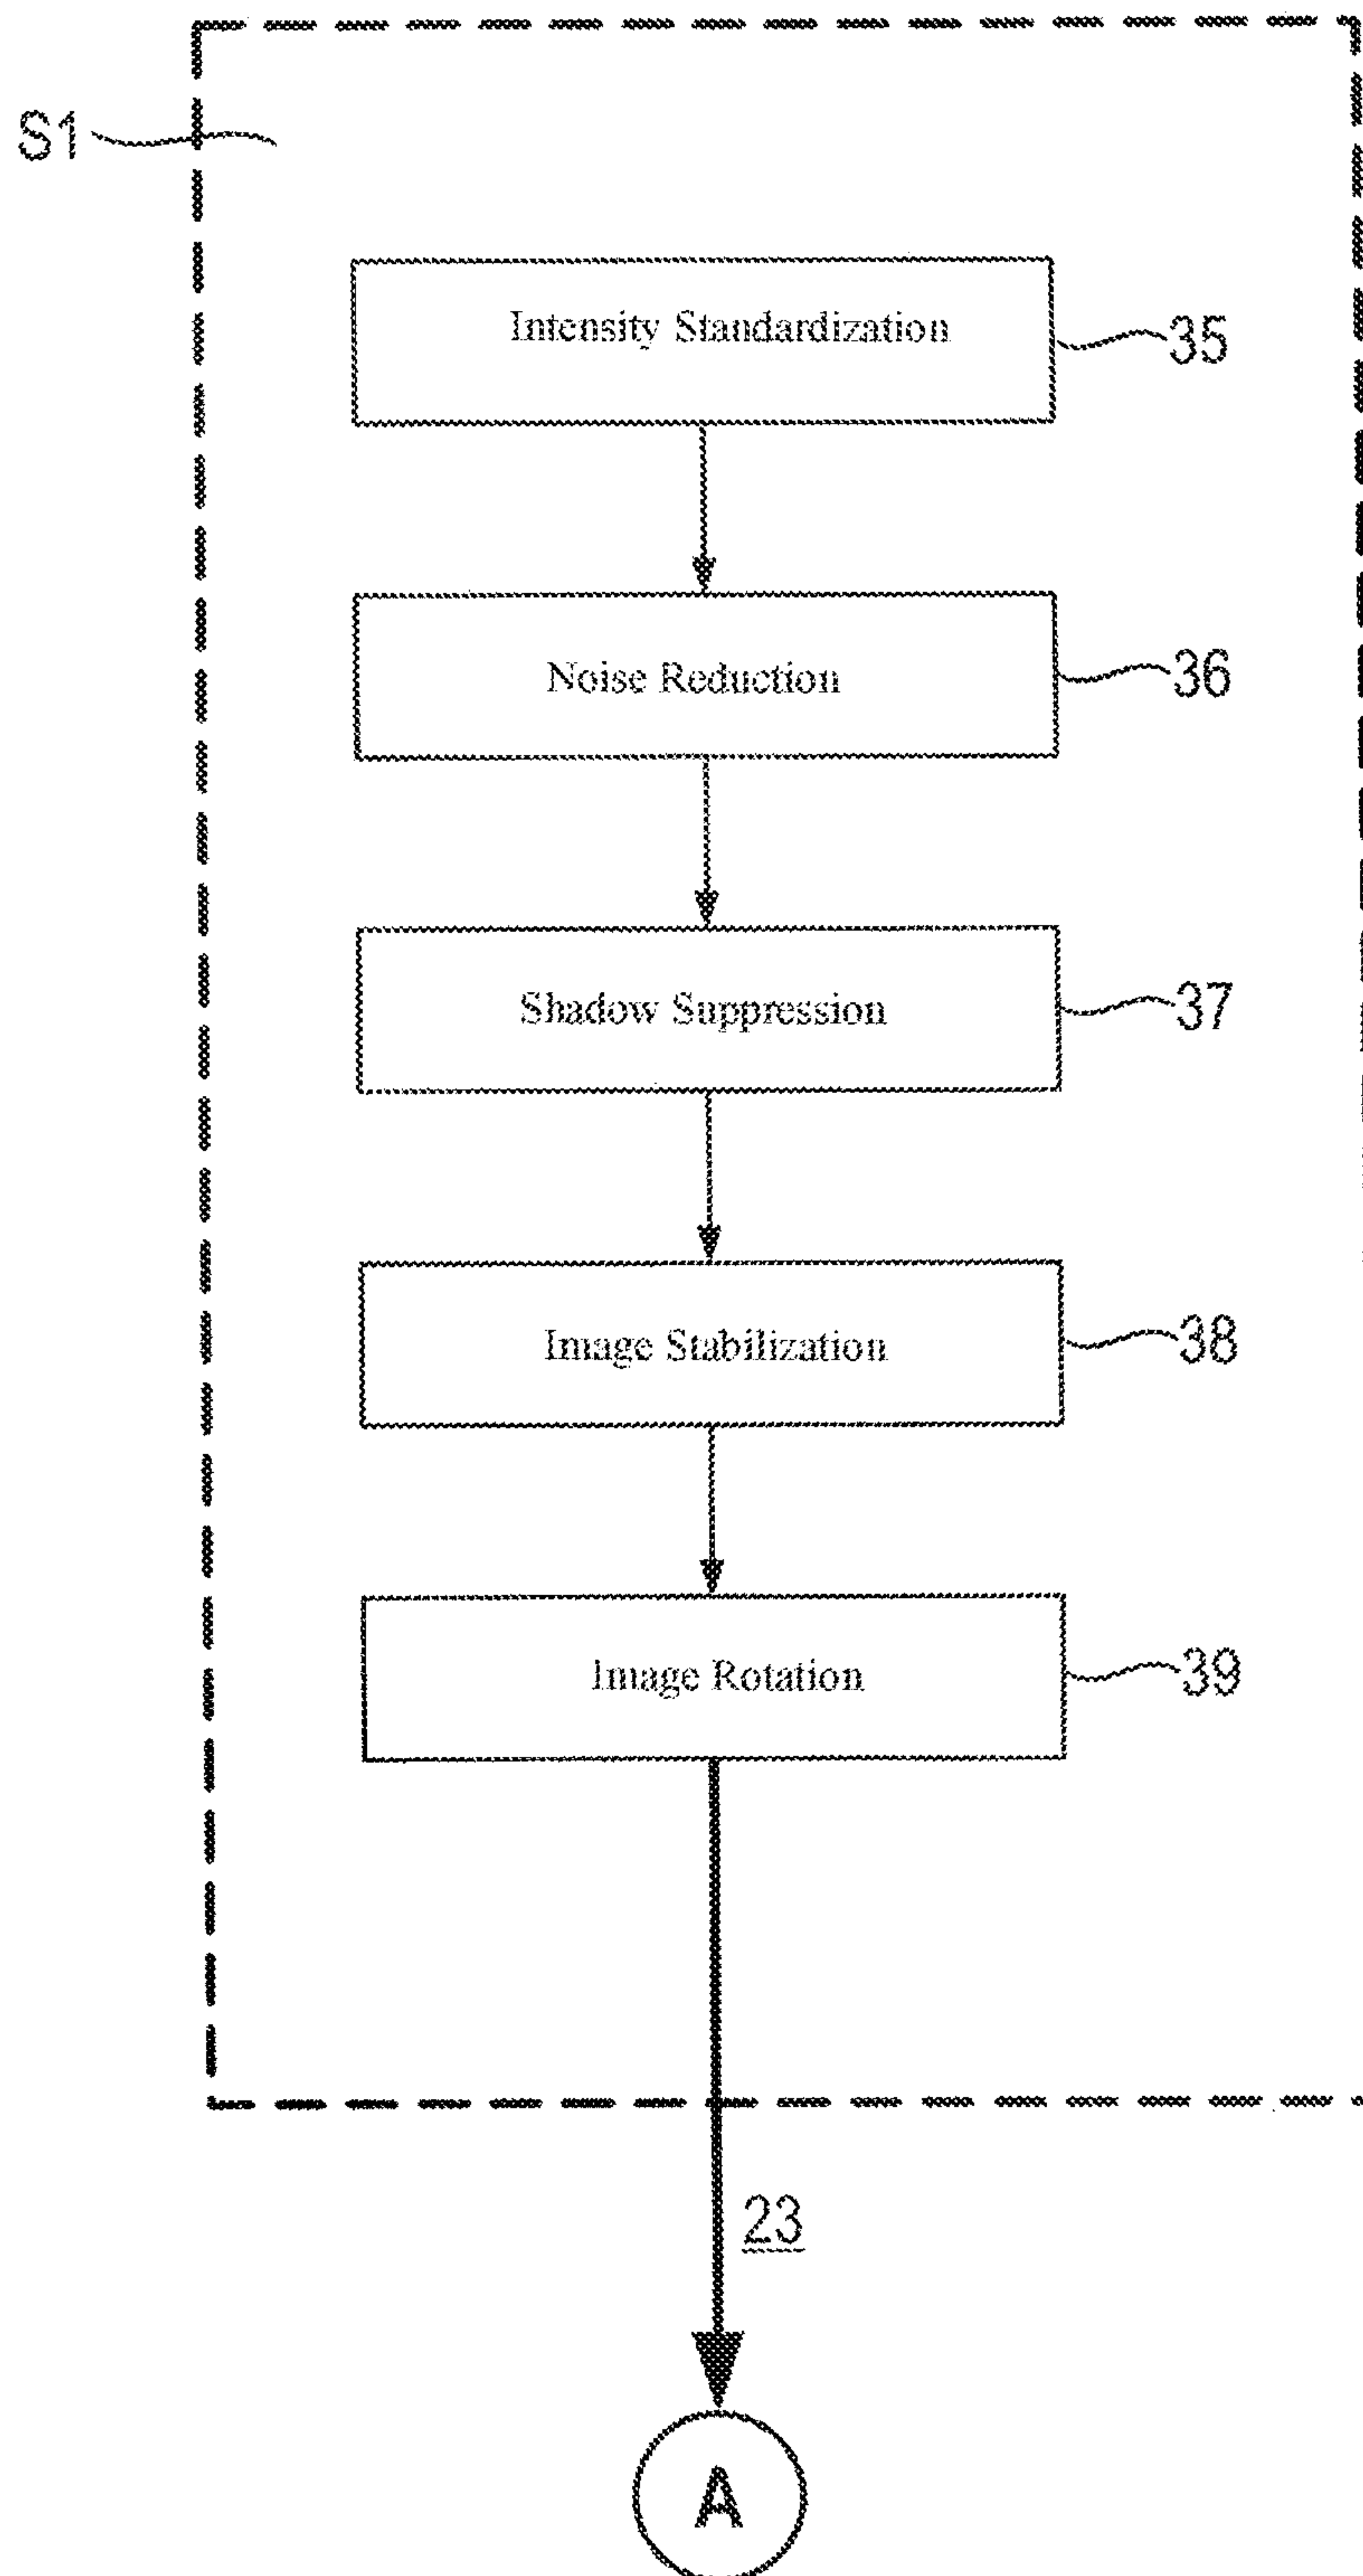 S1
Intensity Standardization
35
Noise Reduction
36
Shadow Suppression
37
Image Stabilization
38
Image Rotation
39
23
A